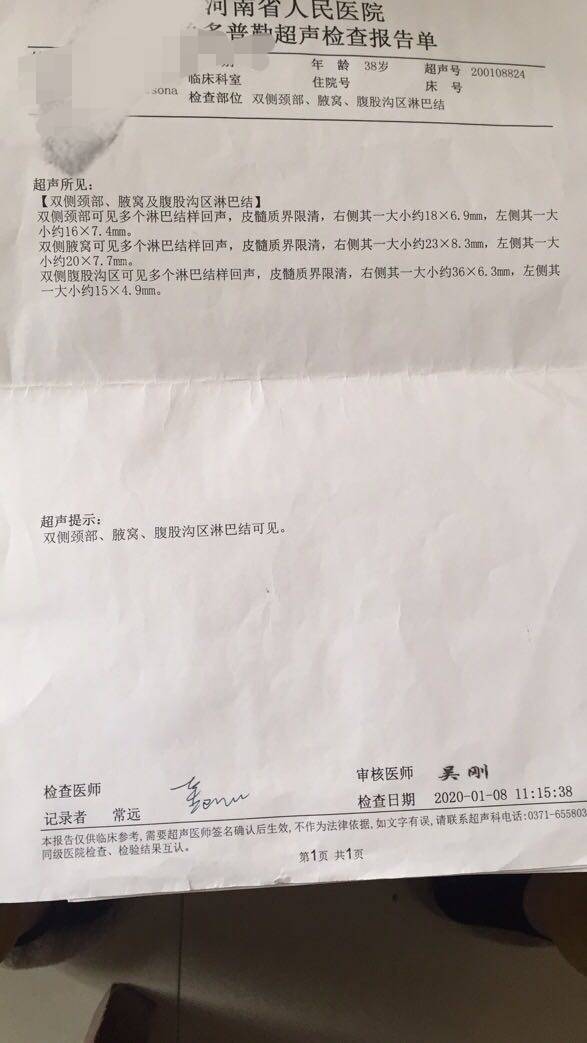 河南省人民医院
多普勒超声检查报告单
别 年 龄 38岁 超声号 200108824
临床科室 住院号 床 号
sona 检查部位 双侧颈部、腋窝、腹股沟区淋巴结
超声所见:
【双侧颈部、腋窝及腹股沟区淋巴结】
双侧颈部可见多个淋巴结样回声，皮髓质界限清，右侧其一大小约18×6.9mm，左侧其一大
小约16×7.4mm。
双侧腋窝可见多个淋巴结样回声，皮髓质界限清，右侧其一大小约23×8.3mm，左侧其一大
小约20×7.7mm。
双侧腹股沟区可见多个淋巴结样回声，皮髓质界限清，右侧其一大小约36×6.3mm，左侧其
一大小约15×4.9mm。
超声提示:
双侧颈部、腋窝、腹股沟区淋巴结可见。
检查医师 审核医师 吴刚
记录者 常远 检查日期 2020-01-08 11:15:38
本报告仅供临床参考,需要超声医师签名确认后生效,不作为法律依据,如文字有误,请联系超声科电话:0371-655803
同级医院检查、检验结果互认。
第1页 共1页